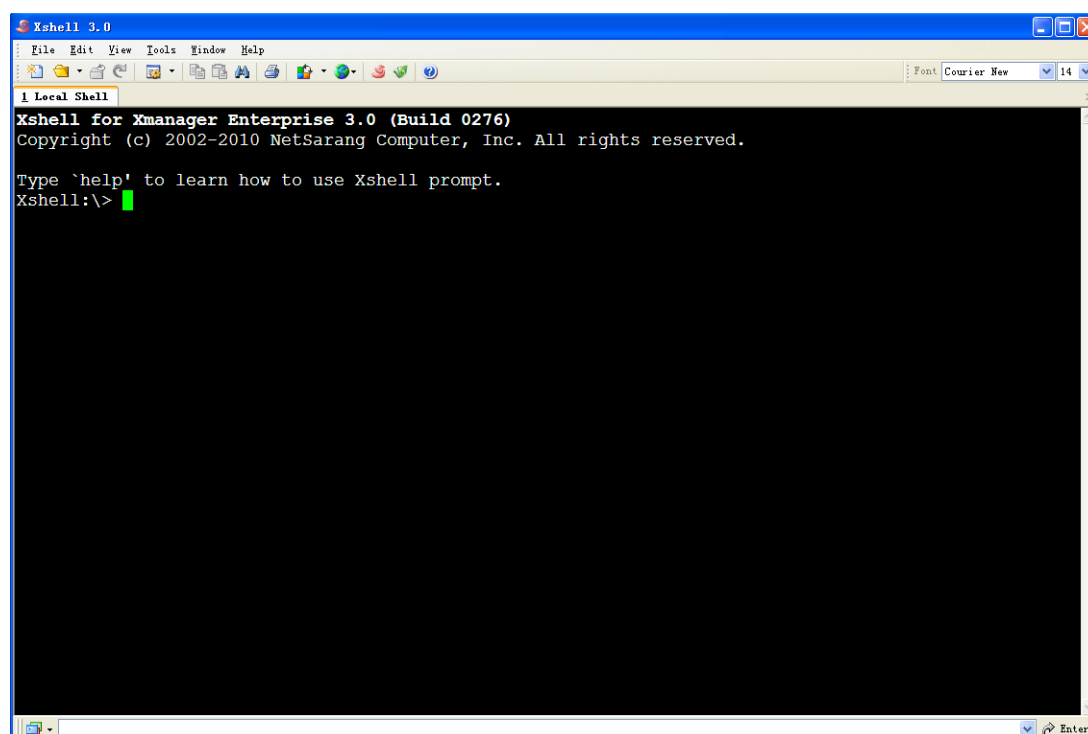 Xshell 3.0
File Edit View Tools Window Help
Font Courier New 14
1 Local Shell
Xshell for Xmanager Enterprise 3.0 (Build 0276)
Copyright (c) 2002-2010 NetSarang Computer, Inc. All rights reserved.
Type `help' to learn how to use Xshell prompt.
Xshell:\>
Enter